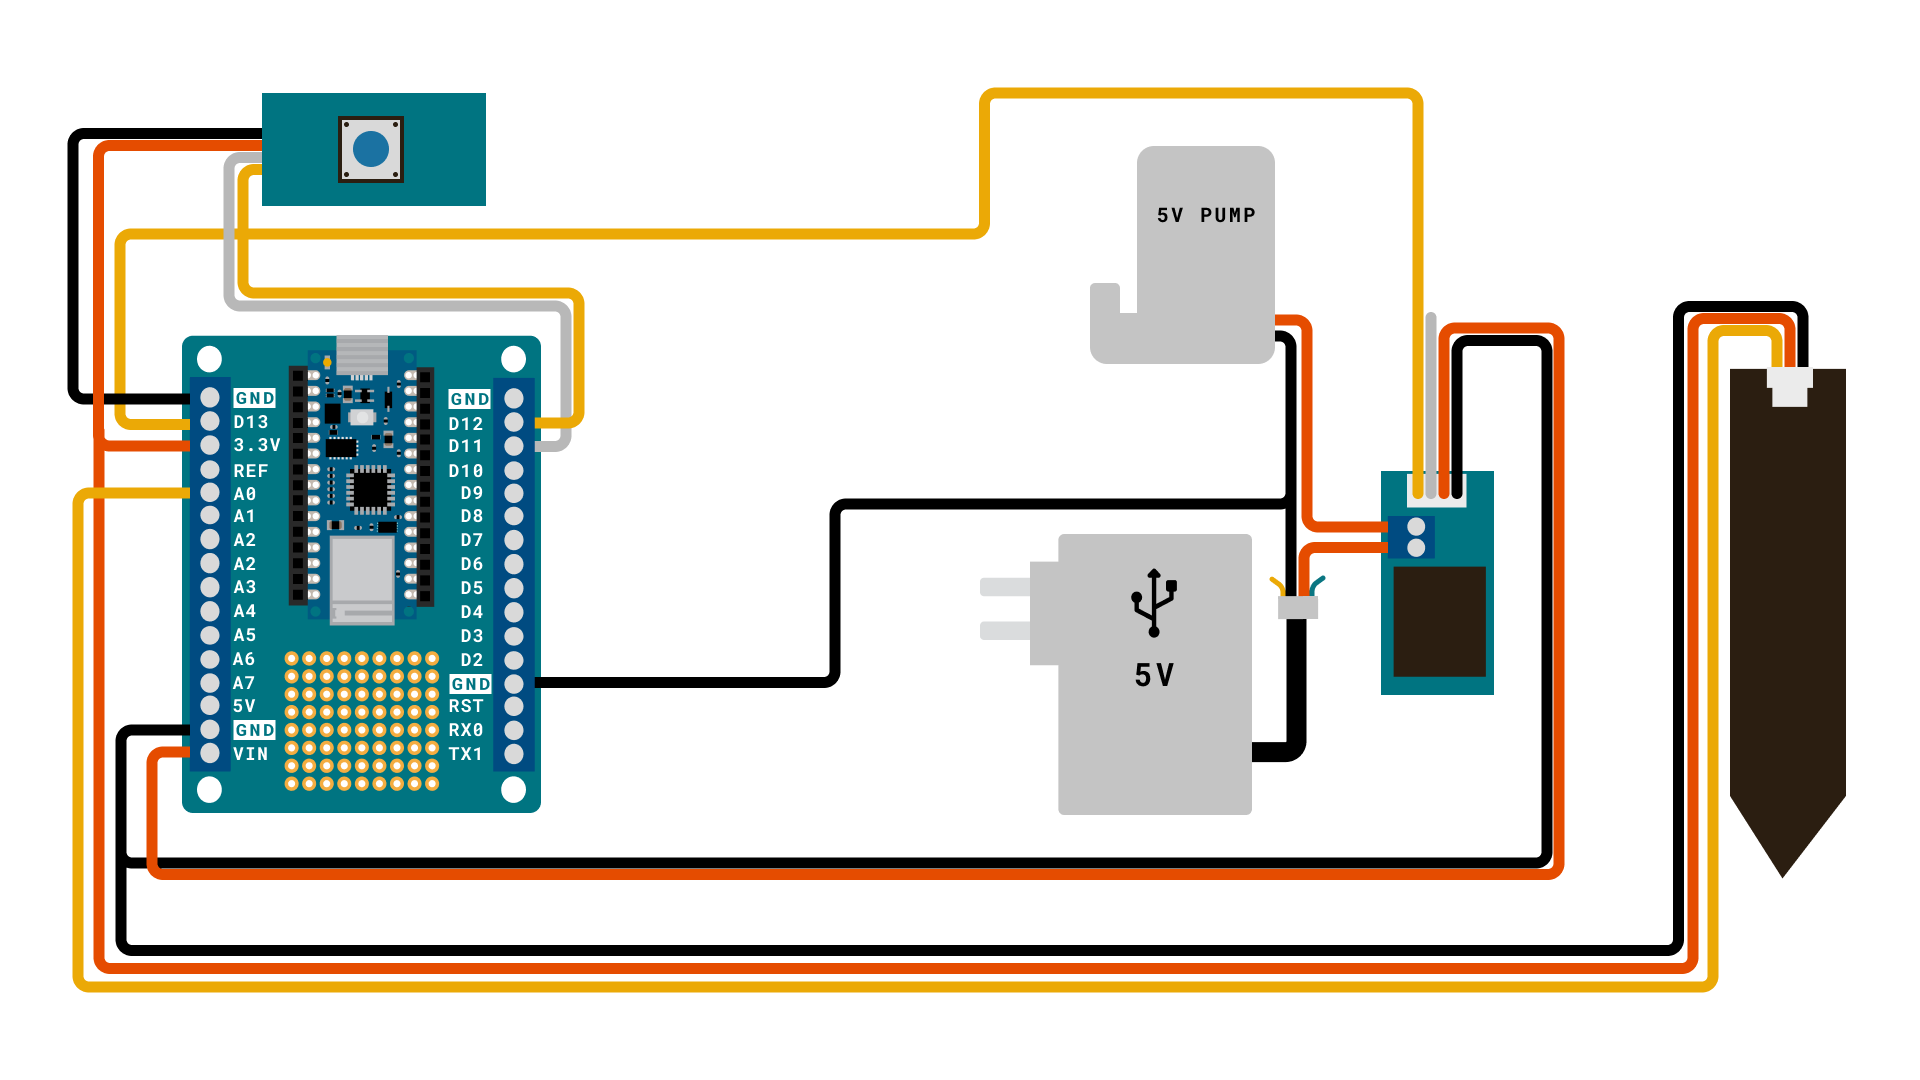 5V PUMP
GND
D13
3.3V
REF
A0
A1
A2
A2
A3
A4
A5
A6
A7
5V
GND
VIN
GND
D12
D11
D10
D9
D8
D7
D6
D5
D4
D3
D2
GND
RST
RX0
TX1
5V